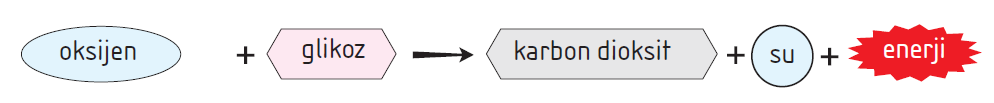 oksijen + glikoz → karbon dioksit + su + enerji